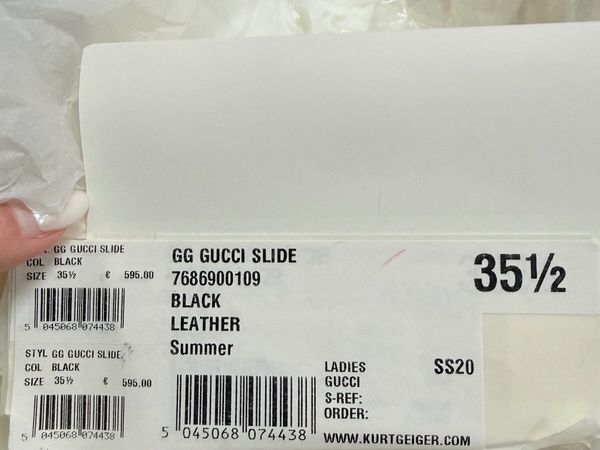 STYL GG GUCCI SLIDE
COL BLACK
SIZE 35½ € 595.00
5 045068 074438
STYL GG GUCCI SLIDE
COL BLACK
SIZE 35½ € 595.00
5 045068 074438
GG GUCCI SLIDE
7686900109
BLACK
LEATHER
Summer
35½
LADIES SS20
GUCCI
S-REF:
ORDER:
5 045068 074438
WWW.KURTGEIGER.COM